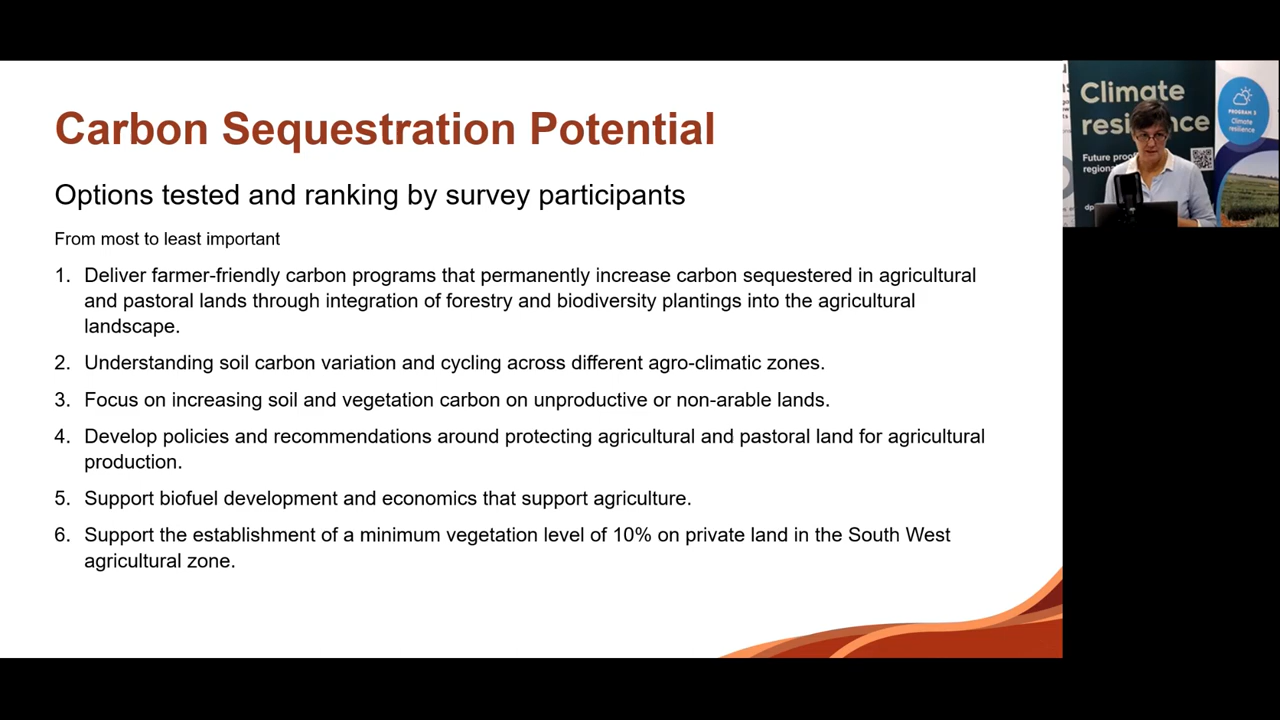 Carbon Sequestration Potential
Options tested and ranking by survey participants
From most to least important
1. Deliver farmer-friendly carbon programs that permanently increase carbon sequestered in agricultural
and pastoral lands through integration of forestry and biodiversity plantings into the agricultural
landscape.
2. Understanding soil carbon variation and cycling across different agro-climatic zones.
3. Focus on increasing soil and vegetation carbon on unproductive or non-arable lands.
4. Develop policies and recommendations around protecting agricultural and pastoral land for agricultural
production.
5. Support biofuel development and economics that support agriculture.
6. Support the establishment of a minimum vegetation level of 10% on private land in the South West
agricultural zone.
Climate
PROGRAM 3
Climate
resilience
Future
regional